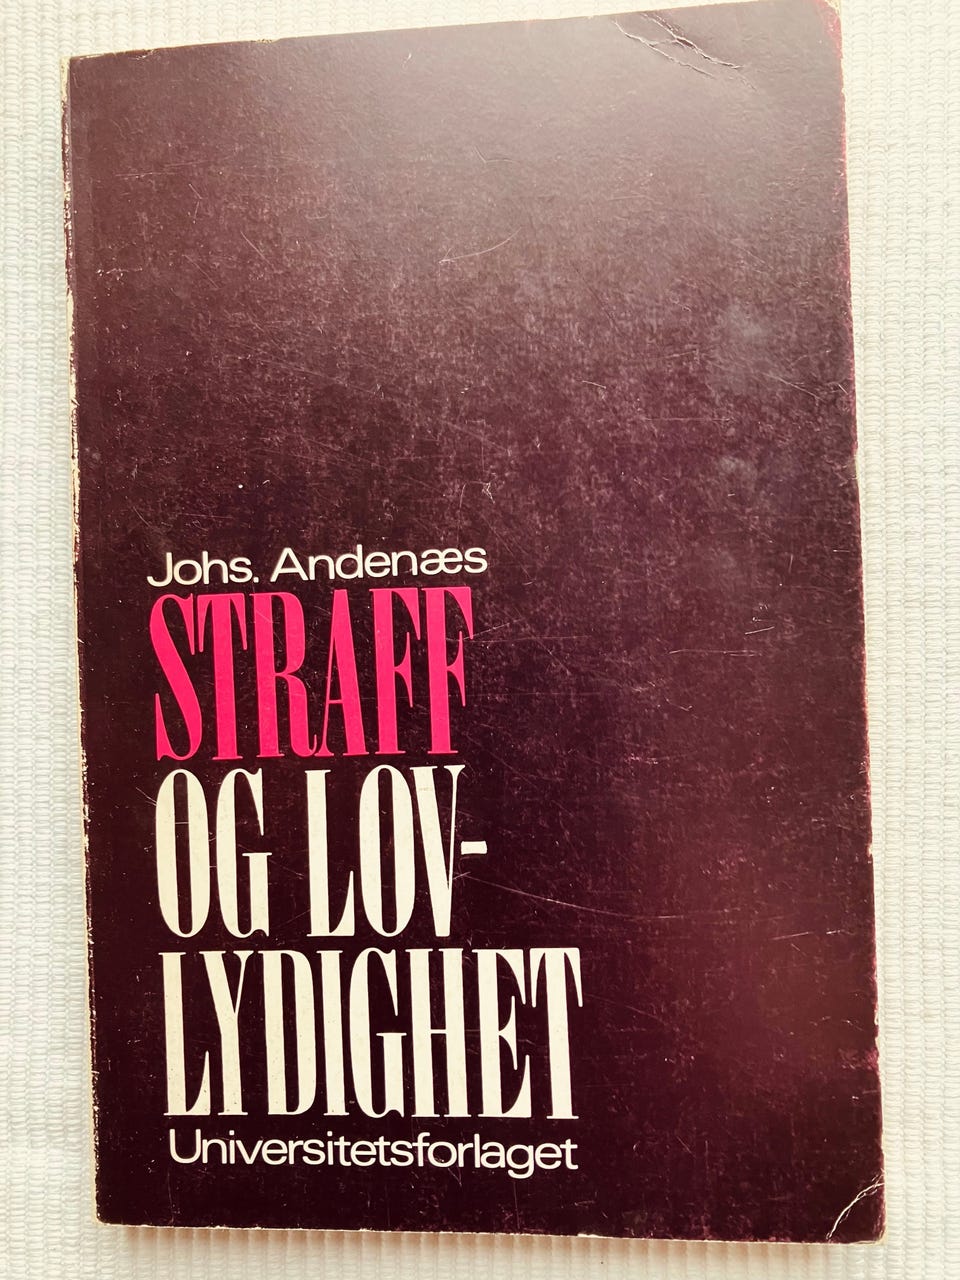 Johs. Andenæs
STRAFF
OG LOV-
LYDIGHET
Universitetsforlaget